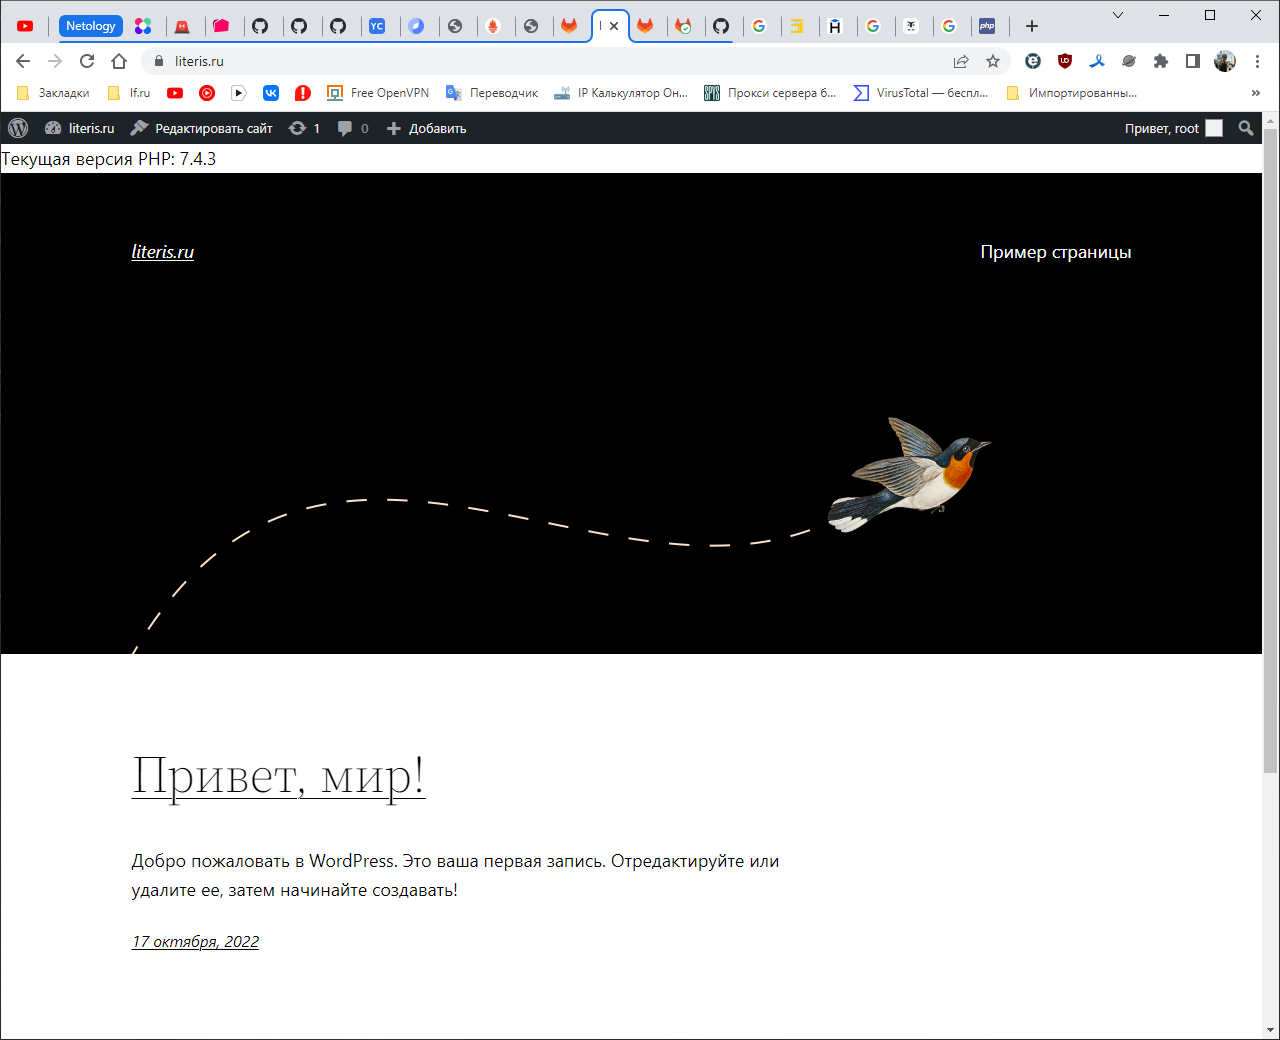 Netology
YC
php
literis.ru
Закладки
lf.ru
Free OpenVPN
Переводчик
IP Калькулятор Он...
Прокси сервера б...
VirusTotal — беспл...
Импортированны...
literis.ru
Редактировать сайт
1
0
Добавить
Привет, root
Текущая версия PHP: 7.4.3
literis.ru
Пример страницы
Привет, мир!
Добро пожаловать в WordPress. Это ваша первая запись. Отредактируйте или
удалите ее, затем начинайте создавать!
17 октября, 2022